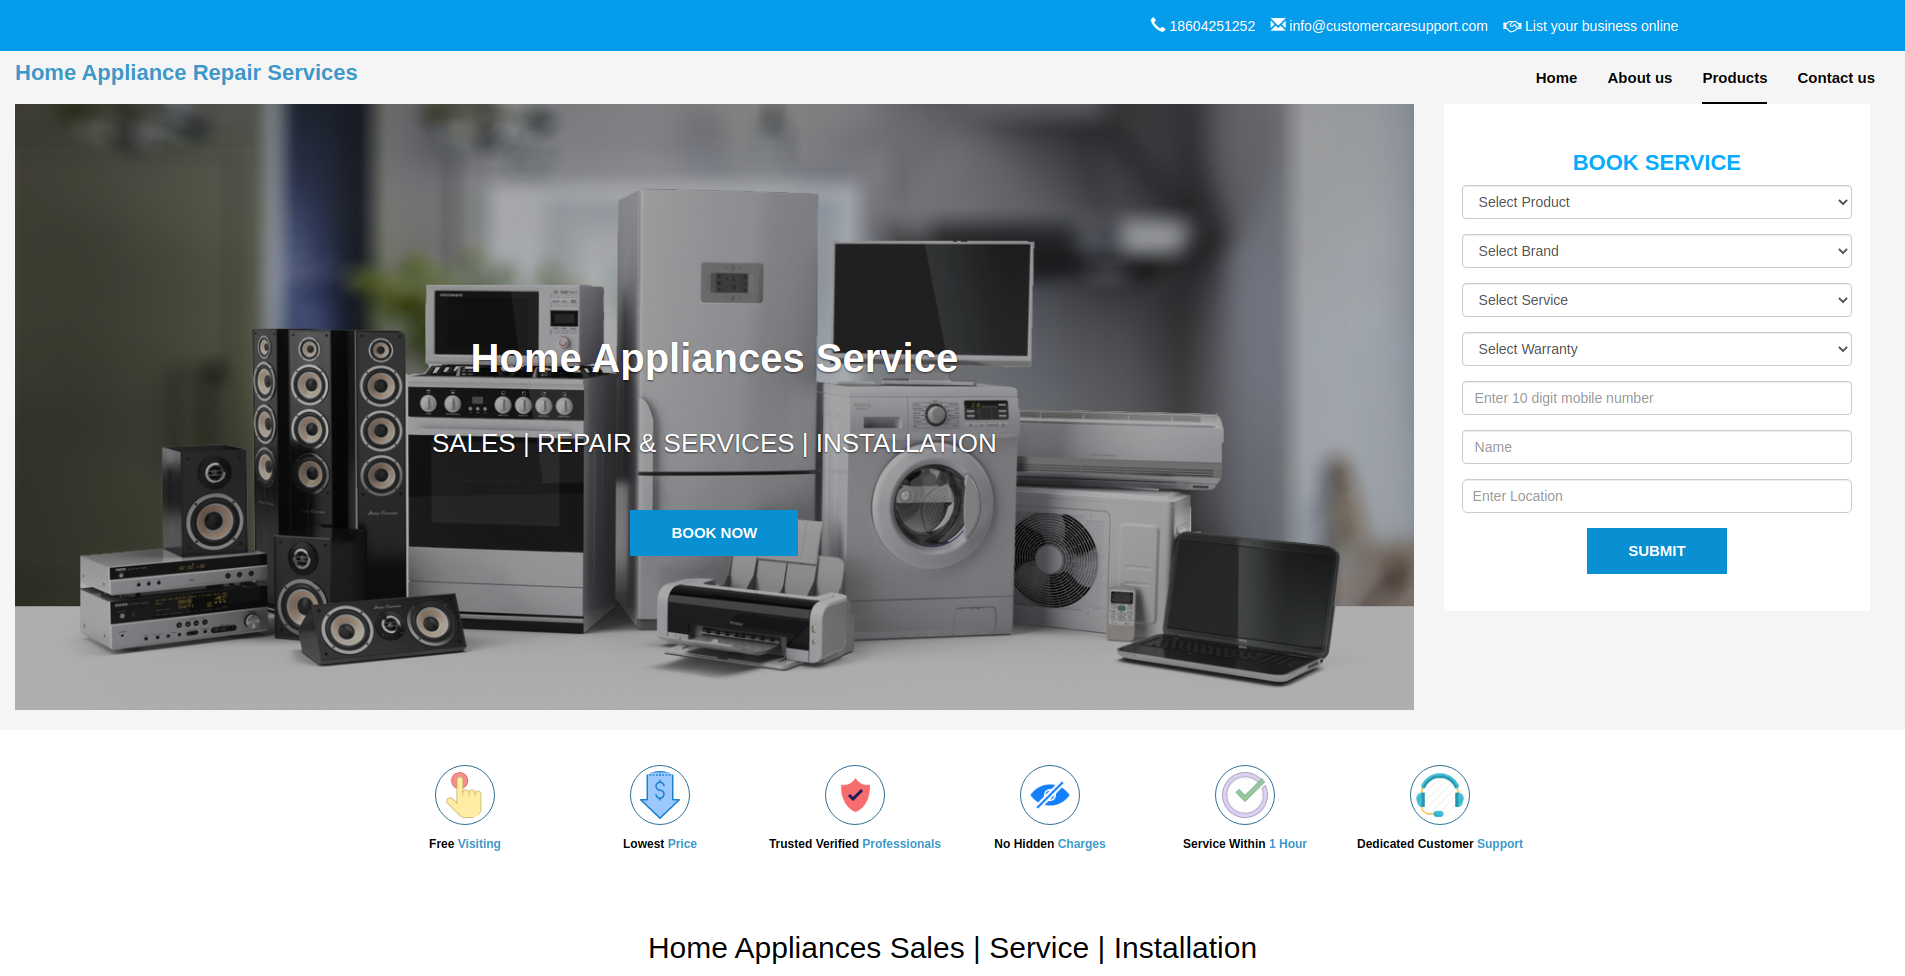 18604251252 info@customercaresupport.com List your business online
Home Appliance Repair Services
Home About us Products Contact us
BOOK SERVICE
Select Product
Select Brand
Select Service
Select Warranty
Enter 10 digit mobile number
Name
Enter Location
SUBMIT
Home Appliances Service
SALES | REPAIR & SERVICES | INSTALLATION
BOOK NOW
Free Visiting
Lowest Price
Trusted Verified Professionals
No Hidden Charges
Service Within 1 Hour
Dedicated Customer Support
Home Appliances Sales | Service | Installation